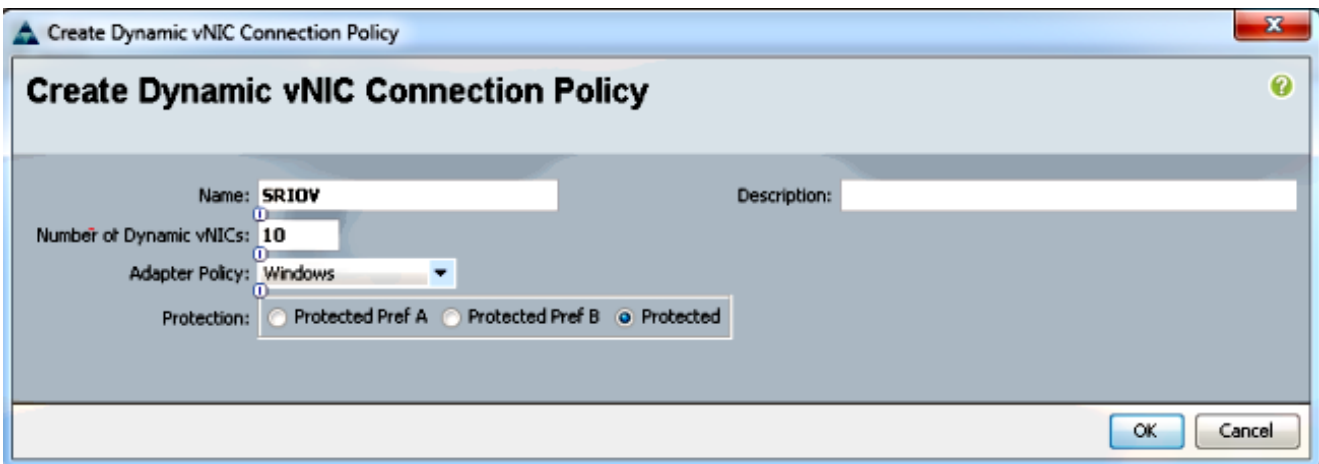 Create Dynamic vNIC Connection Policy
Create Dynamic vNIC Connection Policy
Name: SRIOV
Description:
Number of Dynamic vNICs: 10
Adapter Policy: Windows
Protection: Protected Pref A Protected Pref B Protected
OK Cancel